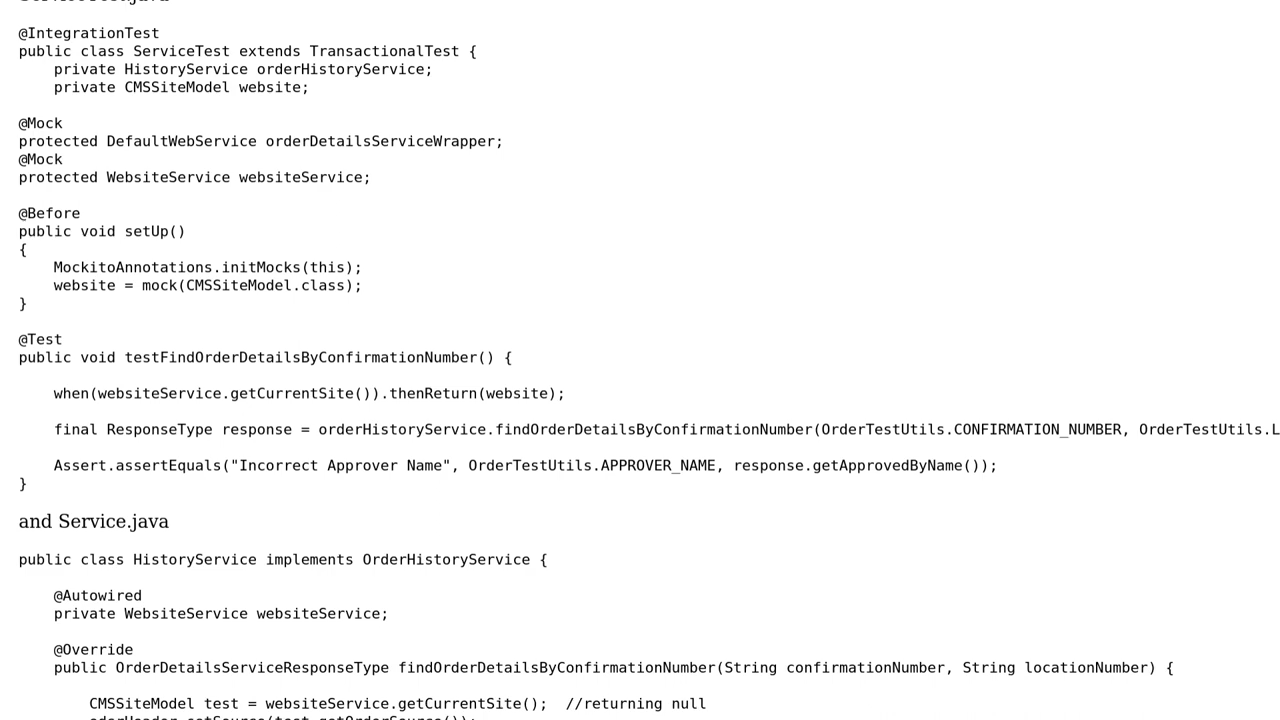 @IntegrationTest
public class ServiceTest extends TransactionalTest {
    private HistoryService orderHistoryService;
    private CMSSiteModel website;

@Mock
protected DefaultWebService orderDetailsServiceWrapper;
@Mock
protected WebsiteService websiteService;

@Before
public void setUp()
{
    MockitoAnnotations.initMocks(this);
    website = mock(CMSSiteModel.class);
}

@Test
public void testFindOrderDetailsByConfirmationNumber() {

    when(websiteService.getCurrentSite()).thenReturn(website);

    final ResponseType response = orderHistoryService.findOrderDetailsByConfirmationNumber(OrderTestUtils.CONFIRMATION_NUMBER, OrderTestUtils.L

    Assert.assertEquals("Incorrect Approver Name", OrderTestUtils.APPROVER_NAME, response.getApprovedByName());
}

and Service.java

public class HistoryService implements OrderHistoryService {

    @Autowired
    private WebsiteService websiteService;

    @Override
    public OrderDetailsServiceResponseType findOrderDetailsByConfirmationNumber(String confirmationNumber, String locationNumber) {

        CMSSiteModel test = websiteService.getCurrentSite();  //returning null